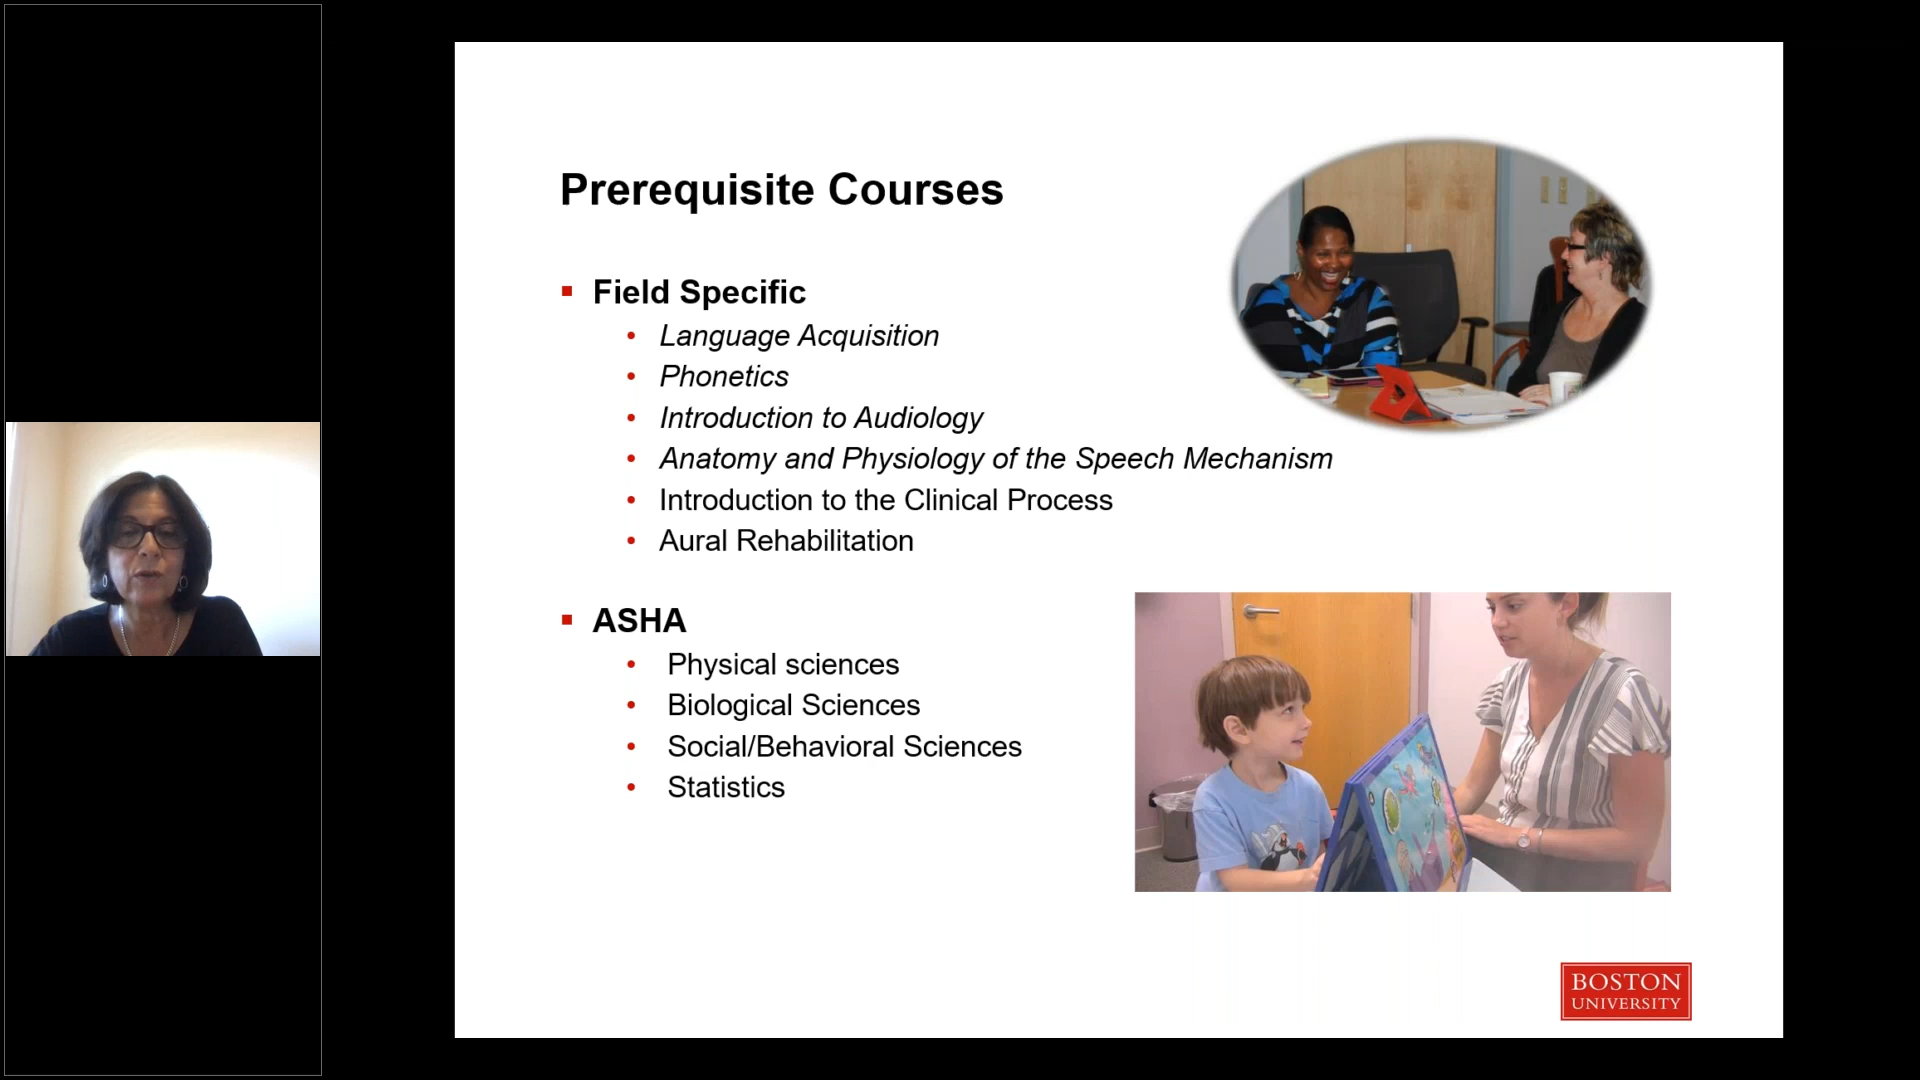 Prerequisite Courses
Field Specific
Language Acquisition
Phonetics
Introduction to Audiology
Anatomy and Physiology of the Speech Mechanism
Introduction to the Clinical Process
Aural Rehabilitation
ASHA
Physical sciences
Biological Sciences
Social/Behavioral Sciences
Statistics
BOSTON
UNIVERSITY